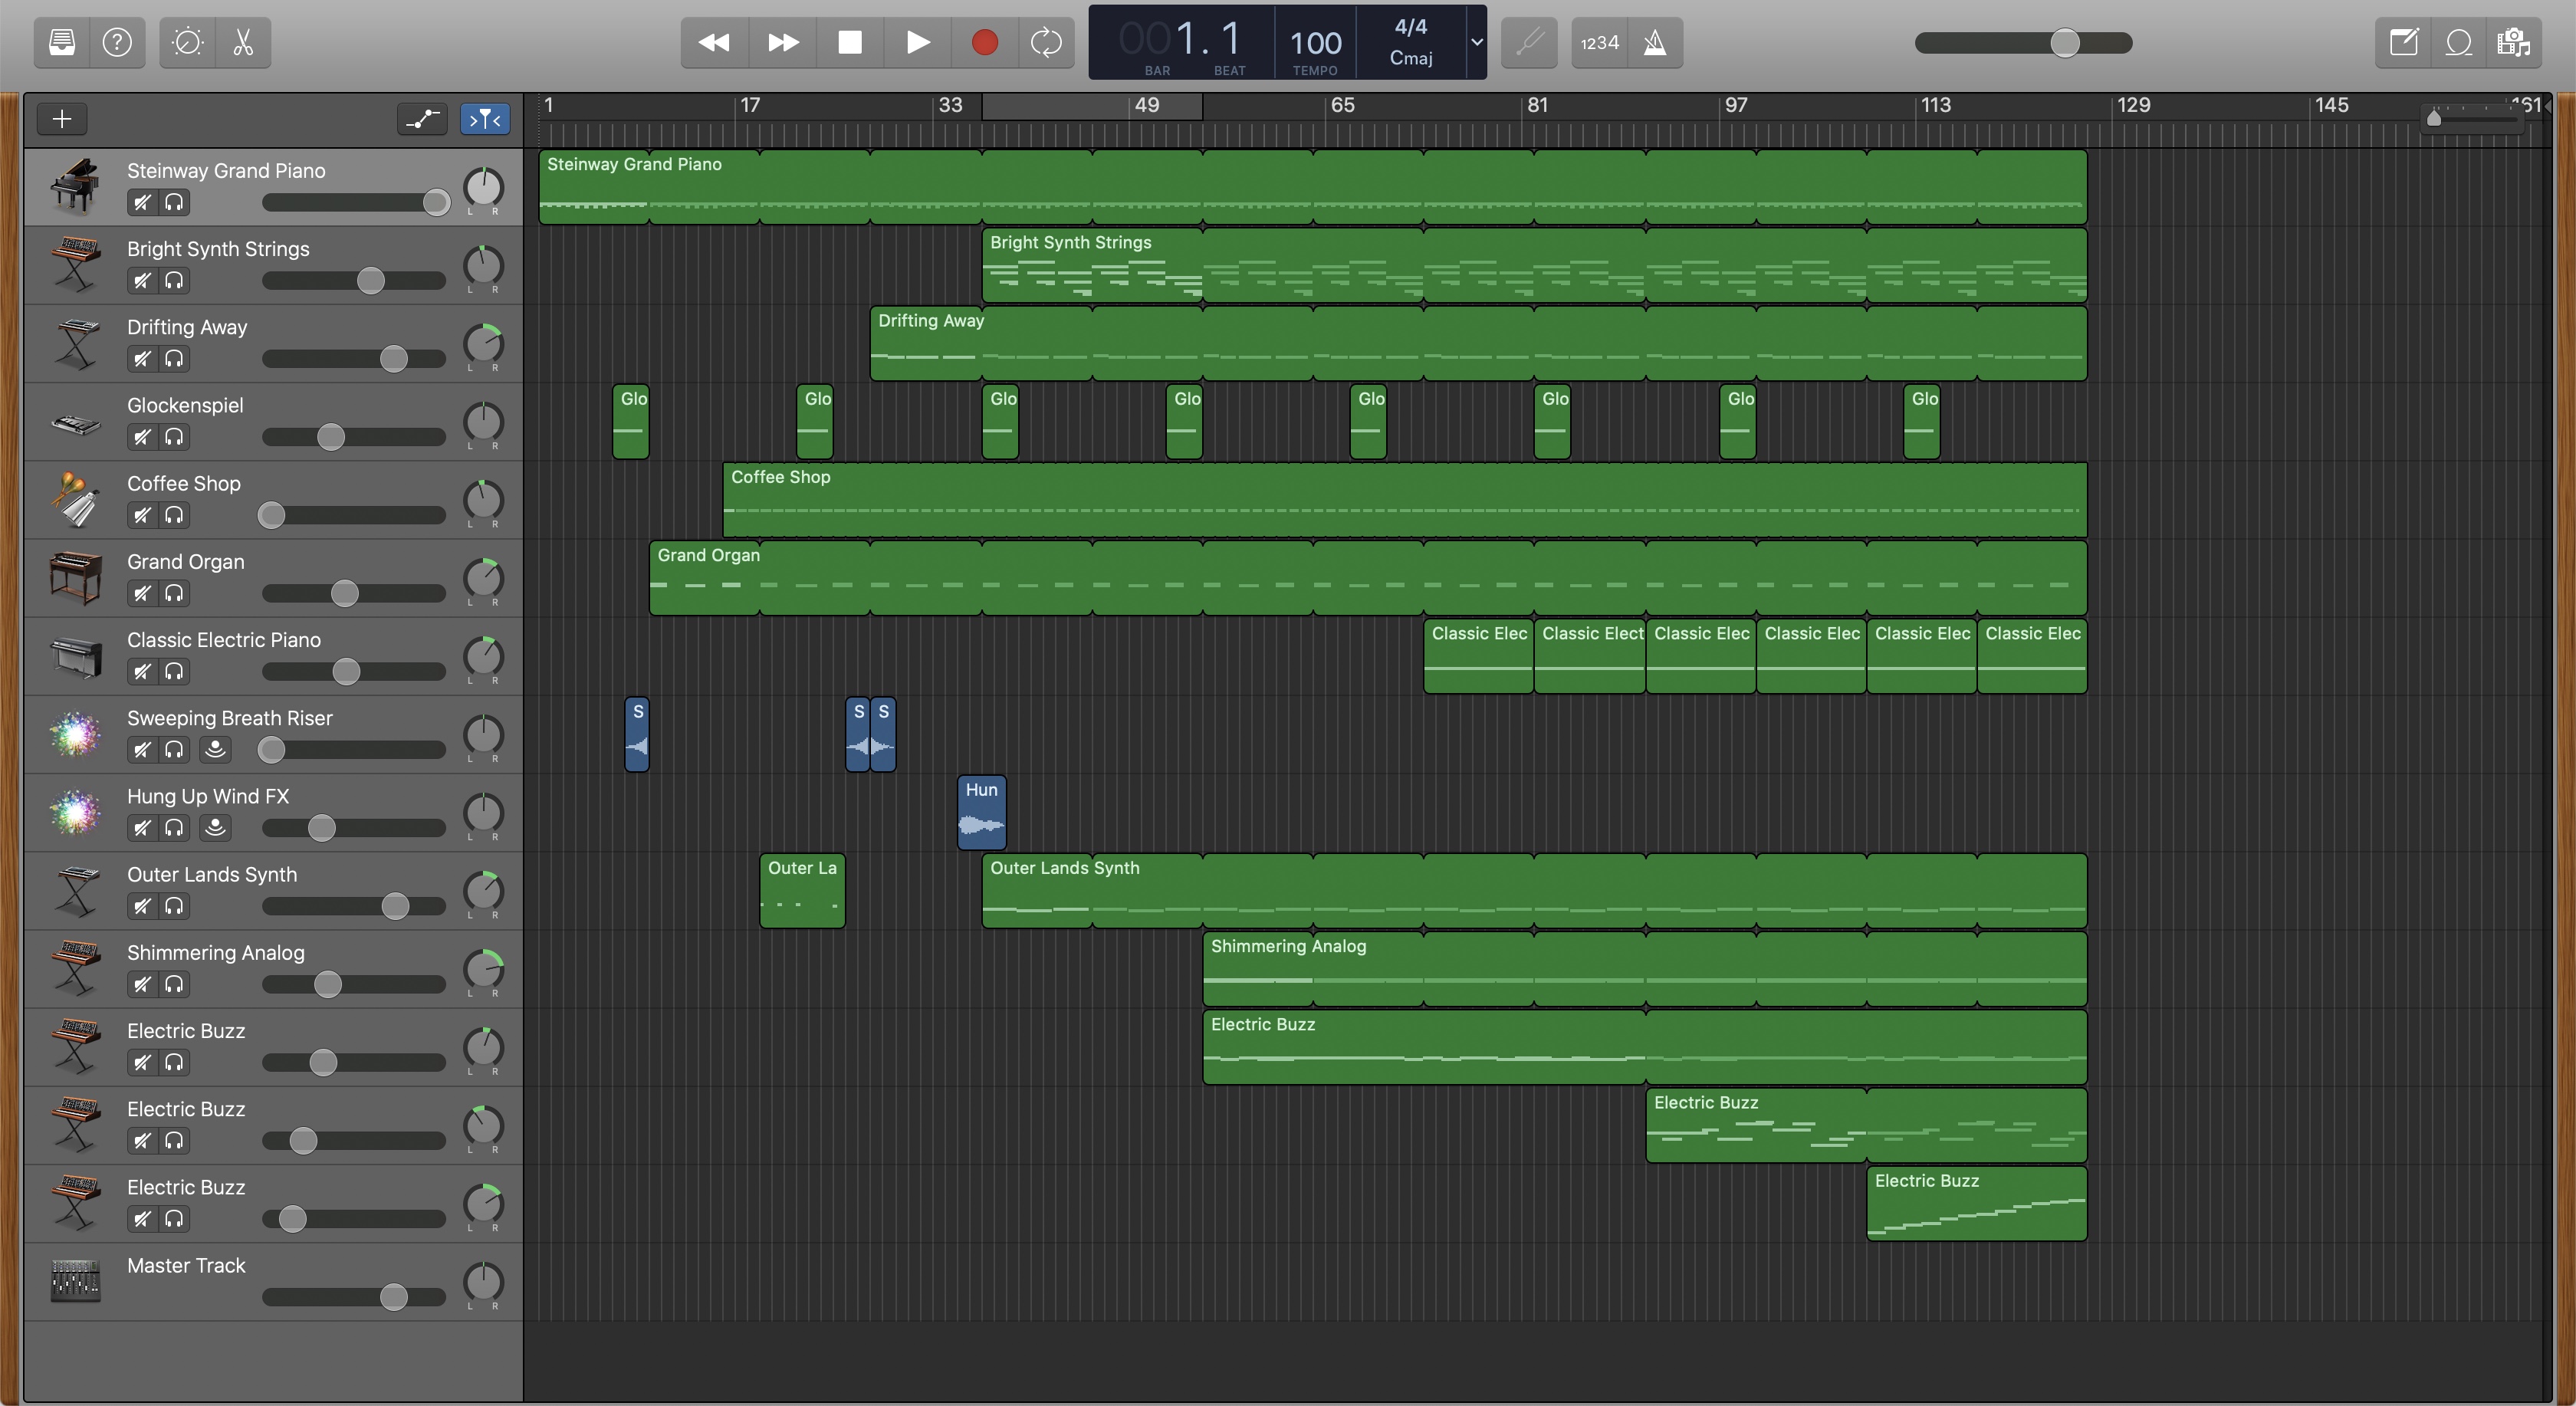 001. 1
BAR
BEAT
100
TEMPO
4/4
Cmaj
1234
1
17
33
49
65
81
97
113
129
145
161
Steinway Grand Piano
L R
Steinway Grand Piano
Bright Synth Strings
L R
Bright Synth Strings
Drifting Away
L R
Drifting Away
Glockenspiel
L R
Glo
Glo
Glo
Glo
Glo
Glo
Glo
Glo
Coffee Shop
L R
Coffee Shop
Grand Organ
L R
Grand Organ
Classic Electric Piano
L R
Classic Elec
Classic Elect
Classic Elec
Classic Elec
Classic Elec
Classic Elec
Sweeping Breath Riser
L R
S
S
S
Hung Up Wind FX
L R
Hun
Outer Lands Synth
L R
Outer La
Outer Lands Synth
Shimmering Analog
L R
Shimmering Analog
Electric Buzz
L R
Electric Buzz
Electric Buzz
L R
Electric Buzz
Electric Buzz
L R
Electric Buzz
Master Track
L R